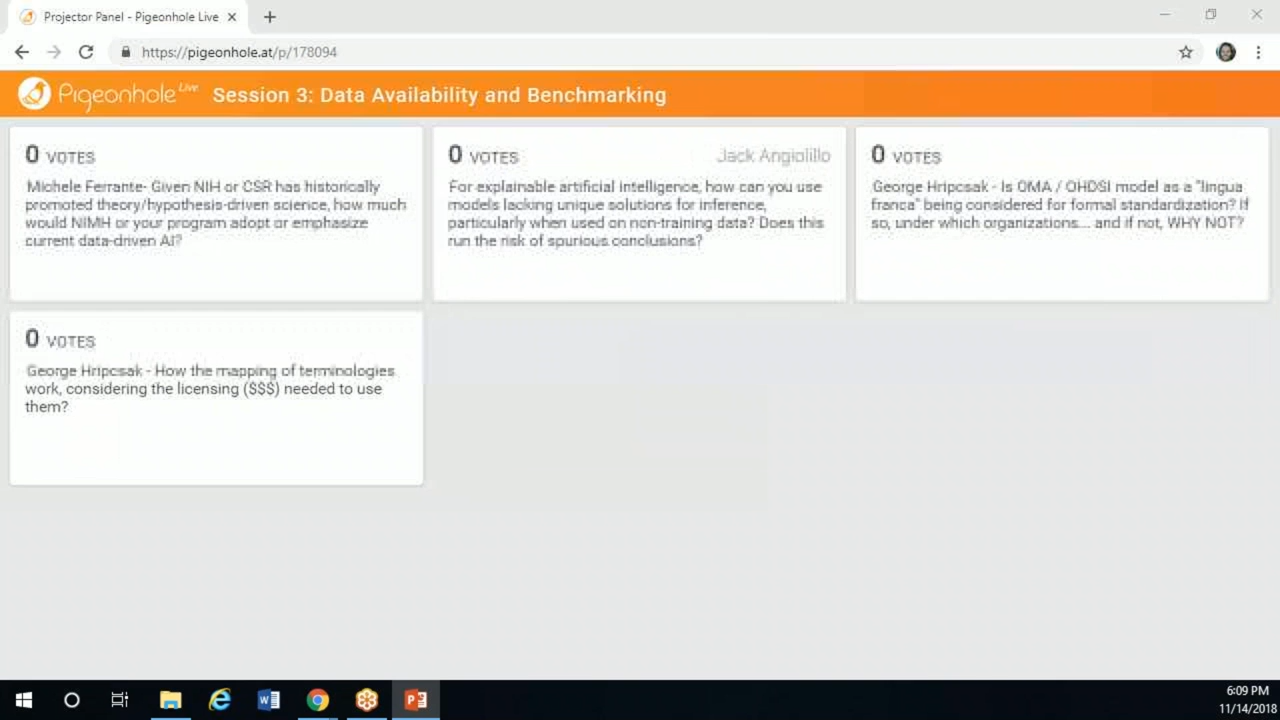 Projector Panel - Pigeonhole Live
https://pigeonhole.at/p/178094
Pigeonhole Live Session 3: Data Availability and Benchmarking
0 VOTES
Michele Ferrante- Given NIH or CSR has historically
promoted theory/hypothesis-driven science, how much
would NIMH or your program adopt or emphasize
current data-driven AI?
0 VOTES Jack Angiolillo
For explainable artificial intelligence, how can you use
models lacking unique solutions for inference,
particularly when used on non-training data? Does this
run the risk of spurious conclusions?
0 VOTES
George Hripcsak - Is OMA / OHDSI model as a "lingua
franca" being considered for formal standardization? If
so, under which organizations... and if not, WHY NOT?
0 VOTES
George Hripcsak - How the mapping of terminologies
work, considering the licensing ($$$) needed to use
them?
6:09 PM
11/14/2018